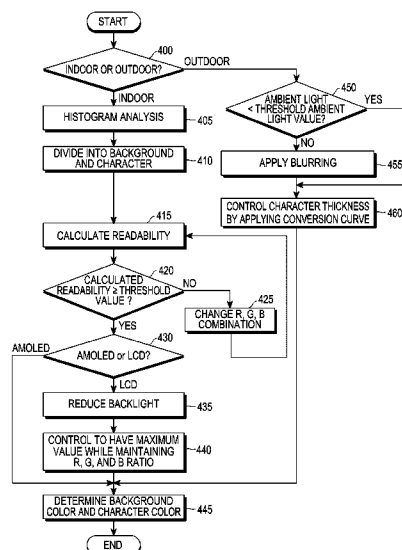 START
400
INDOOR OR OUTDOOR?
OUTDOOR
INDOOR
HISTOGRAM ANALYSIS
405
DIVIDE INTO BACKGROUND
AND CHARACTER
410
450
AMBIENT LIGHT
< THRESHOLD AMBIENT
LIGHT VALUE?
YES
NO
APPLY BLURRING
455
CONTROL CHARACTER THICKNESS
BY APPLYING CONVERSION CURVE
460
415
CALCULATE READABILITY
420
CALCULATED
READABILITY ≥ THRESHOLD
VALUE ?
NO
425
CHANGE R, G, B
COMBINATION
YES
430
AMOLED
AMOLED or LCD?
LCD
REDUCE BACKLIGHT
435
CONTROL TO HAVE MAXIMUM
VALUE WHILE MAINTAINING
R, G, AND B RATIO
440
DETERMINE BACKGROUND
COLOR AND CHARACTER COLOR
445
END